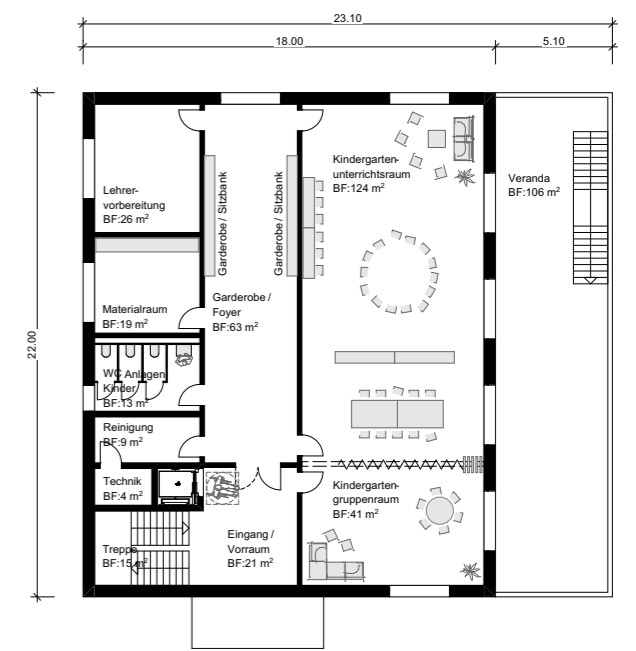 23.10
18.00
5.10
22.00
Lehrer-
vorbereitung
BF:26 m²
Garderobe / Sitzbank
Garderobe / Sitzbank
Kindergarten-
unterrichtsraum
BF:124 m²
Veranda
BF:106 m²
Materialraum
BF:19 m²
Garderobe /
Foyer
BF:63 m²
WC Anlagen
Kinder
BF:13 m²
Reinigung
BF:9 m²
Technik
BF:4 m²
Kindergarten-
gruppenraum
BF:41 m²
Treppe
BF:15 m²
Eingang /
Vorraum
BF:21 m²